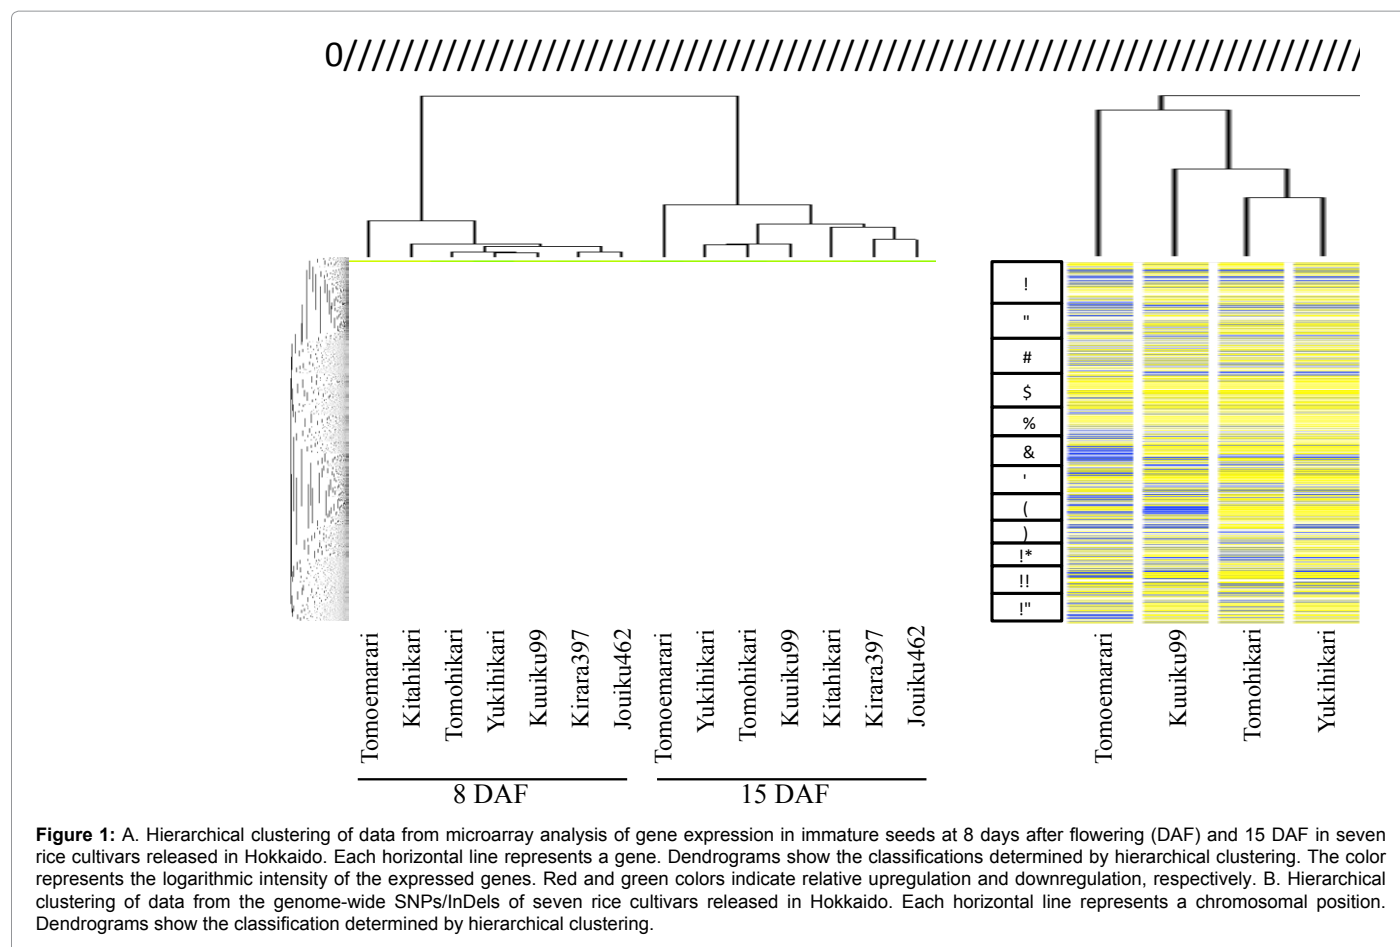 0//////////////////////////////////////////////////////////////////////
!
"
#
$
%
&
'
(
)
!*
!!
!"
Tomoemarari
Kitahikari
Tomohikari
Yukihikari
Kuuiku99
Kirara397
Jouiku462
Tomoemarari
Yukihikari
Tomohikari
Kuuiku99
Kitahikari
Kirara397
Jouiku462
Tomoemarari
Kuuiku99
Tomohikari
Yukihikari
8 DAF
15 DAF
Figure 1: A. Hierarchical clustering of data from microarray analysis of gene expression in immature seeds at 8 days after flowering (DAF) and 15 DAF in seven
rice cultivars released in Hokkaido. Each horizontal line represents a gene. Dendrograms show the classifications determined by hierarchical clustering. The color
represents the logarithmic intensity of the expressed genes. Red and green colors indicate relative upregulation and downregulation, respectively. B. Hierarchical
clustering of data from the genome-wide SNPs/InDels of seven rice cultivars released in Hokkaido. Each horizontal line represents a chromosomal position.
Dendrograms show the classification determined by hierarchical clustering.